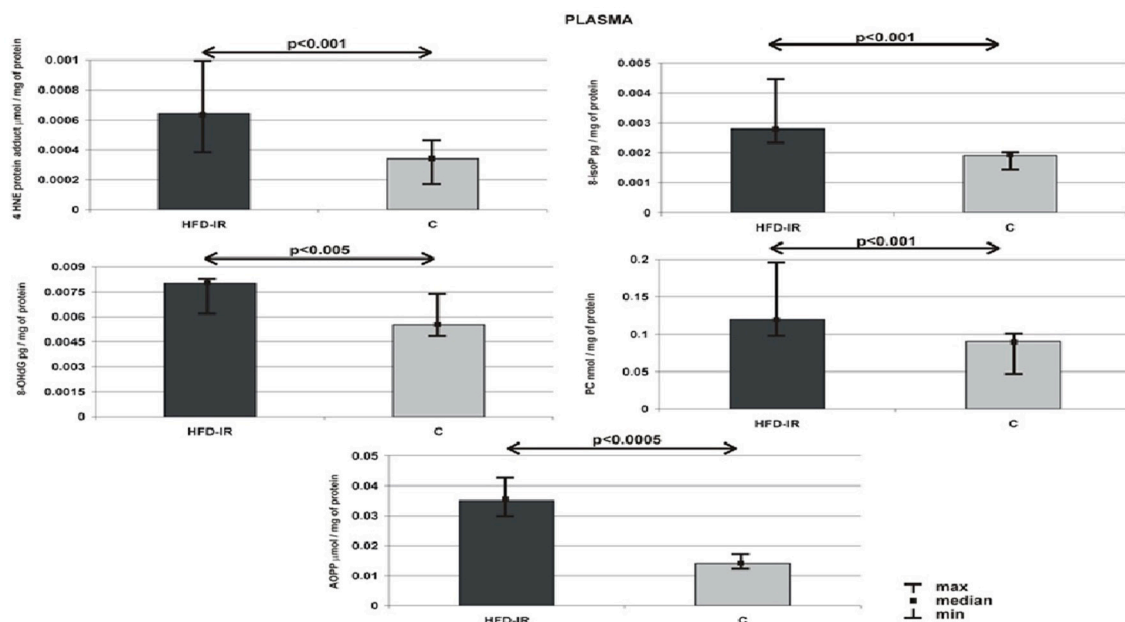 PLASMA
p<0.001
4 HNE protein adduct µmol / mg of protein
0.001
0.0008
0.0006
0.0004
0.0002
0
HFD-IR C
p<0.001
8-isoP pg / mg of protein
0.005
0.004
0.003
0.002
0.001
0
HFD-IR C
p<0.005
8-OHdG pg / mg of protein
0.009
0.0075
0.006
0.0045
0.003
0.0015
0
HFD-IR C
p<0.001
PC nmol / mg of protein
0.2
0.15
0.1
0.05
0
HFD-IR C
p<0.0005
AOPP µmol / mg of protein
0.05
0.04
0.03
0.02
0.01
0
HFD-IR C
max
median
min